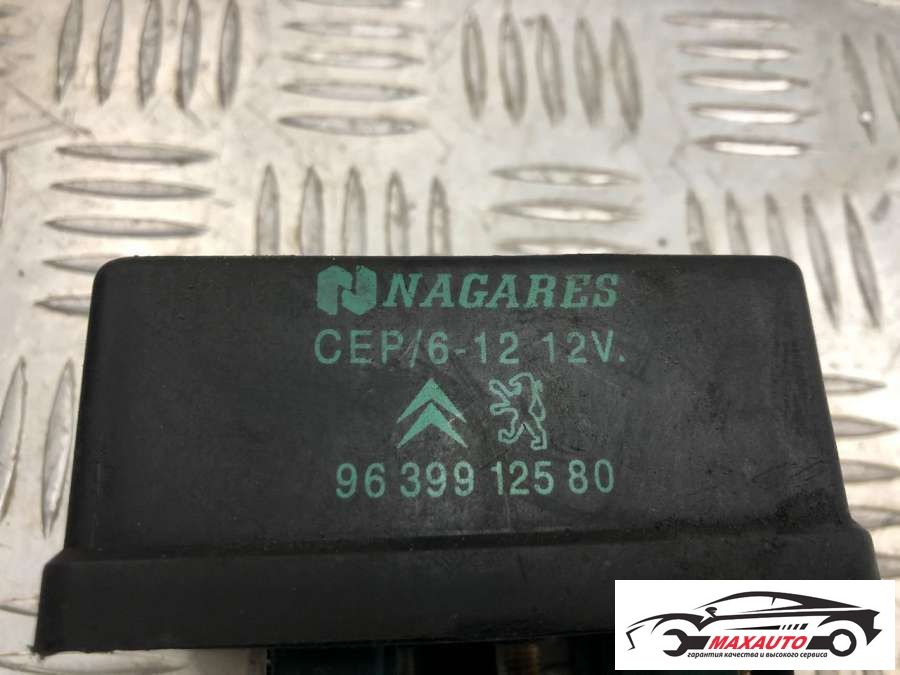 NAGARES
CEP/6-12 12V.
96 399 125 80
MAXAUTO
гарантия качества и высокого сервиса